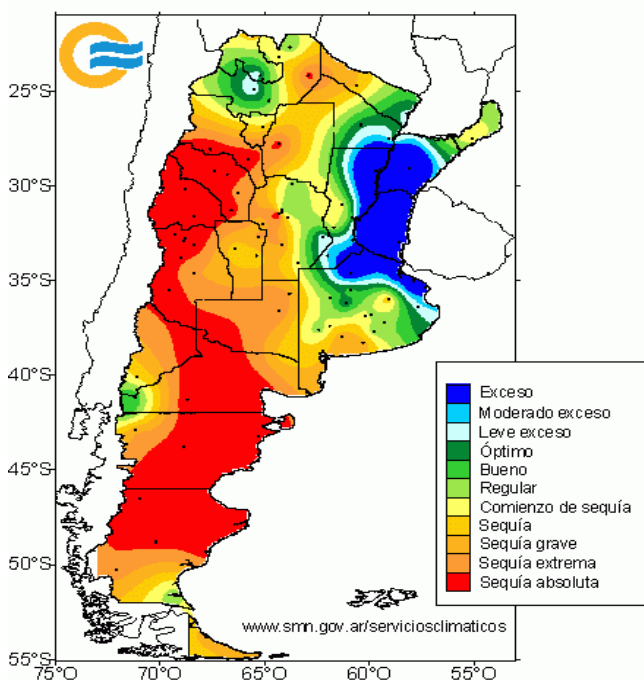 25°S
30°S
35°S
40°S
45°S
50°S
55°S
75°O
70°O
65°O
60°O
55°O
Exceso
Moderado exceso
Leve exceso
Óptimo
Bueno
Regular
Comienzo de sequía
Sequía
Sequía grave
Sequía extrema
Sequía absoluta
www.smn.gov.ar/serviciosclimaticos